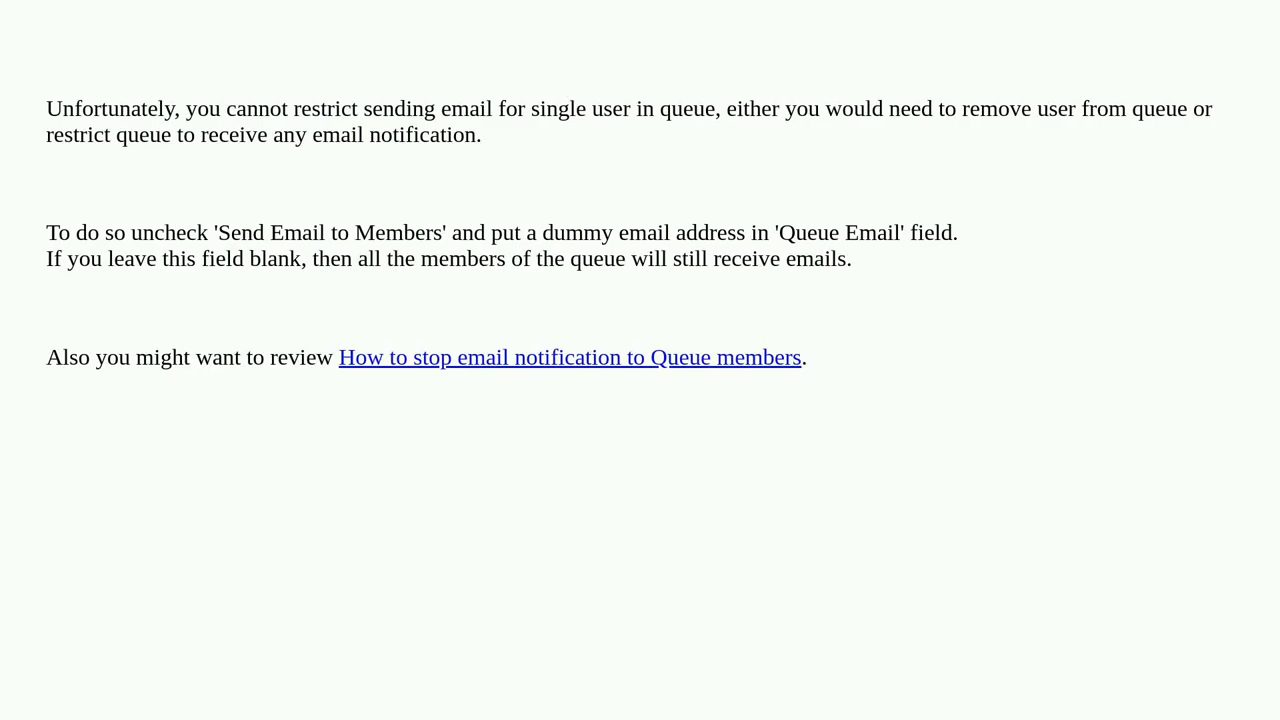 Unfortunately, you cannot restrict sending email for single user in queue, either you would need to remove user from queue or
restrict queue to receive any email notification.
To do so uncheck 'Send Email to Members' and put a dummy email address in 'Queue Email' field.
If you leave this field blank, then all the members of the queue will still receive emails.
Also you might want to review How to stop email notification to Queue members.